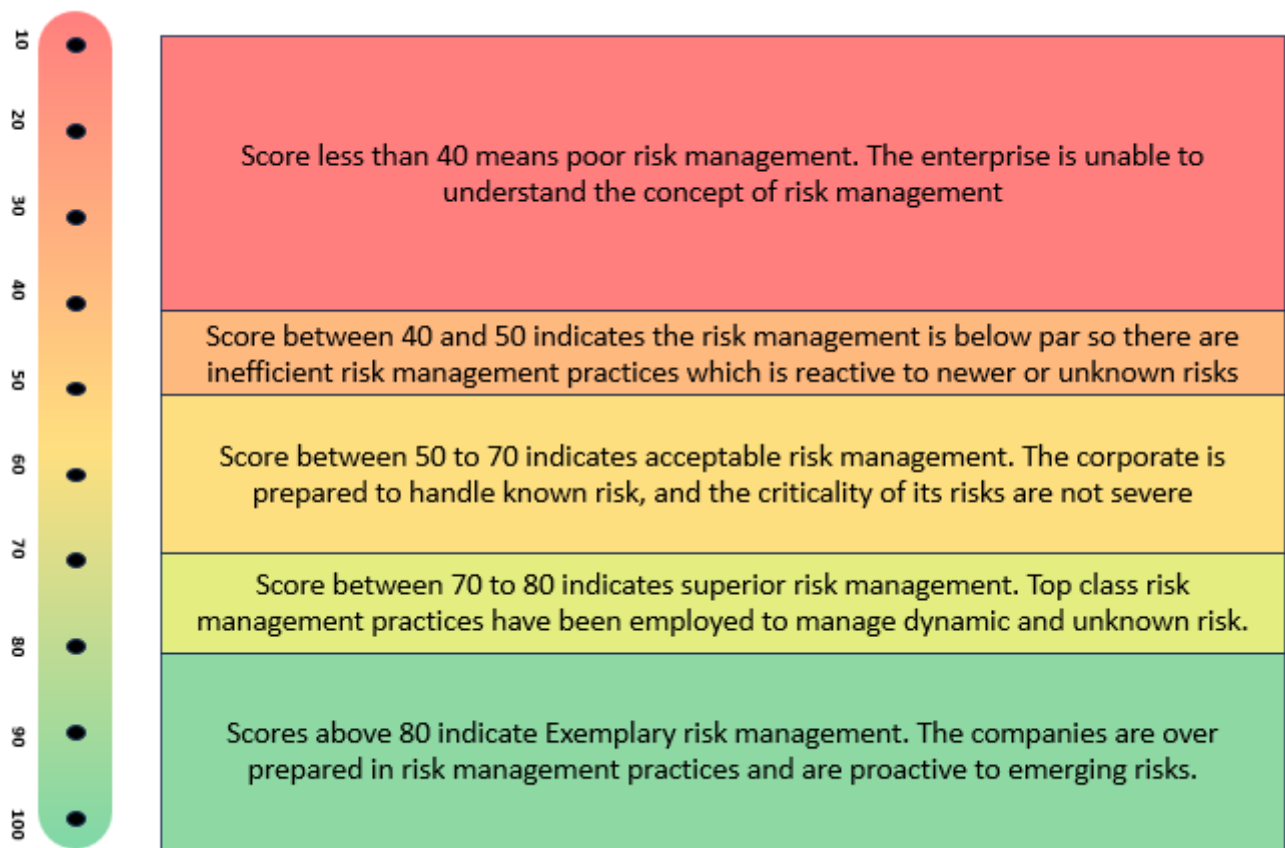 10
20
30
40
50
60
70
80
90
100
Score less than 40 means poor risk management. The enterprise is unable to
understand the concept of risk management
Score between 40 and 50 indicates the risk management is below par so there are
inefficient risk management practices which is reactive to newer or unknown risks
Score between 50 to 70 indicates acceptable risk management. The corporate is
prepared to handle known risk, and the criticality of its risks are not severe
Score between 70 to 80 indicates superior risk management. Top class risk
management practices have been employed to manage dynamic and unknown risk.
Scores above 80 indicate Exemplary risk management. The companies are over
prepared in risk management practices and are proactive to emerging risks.